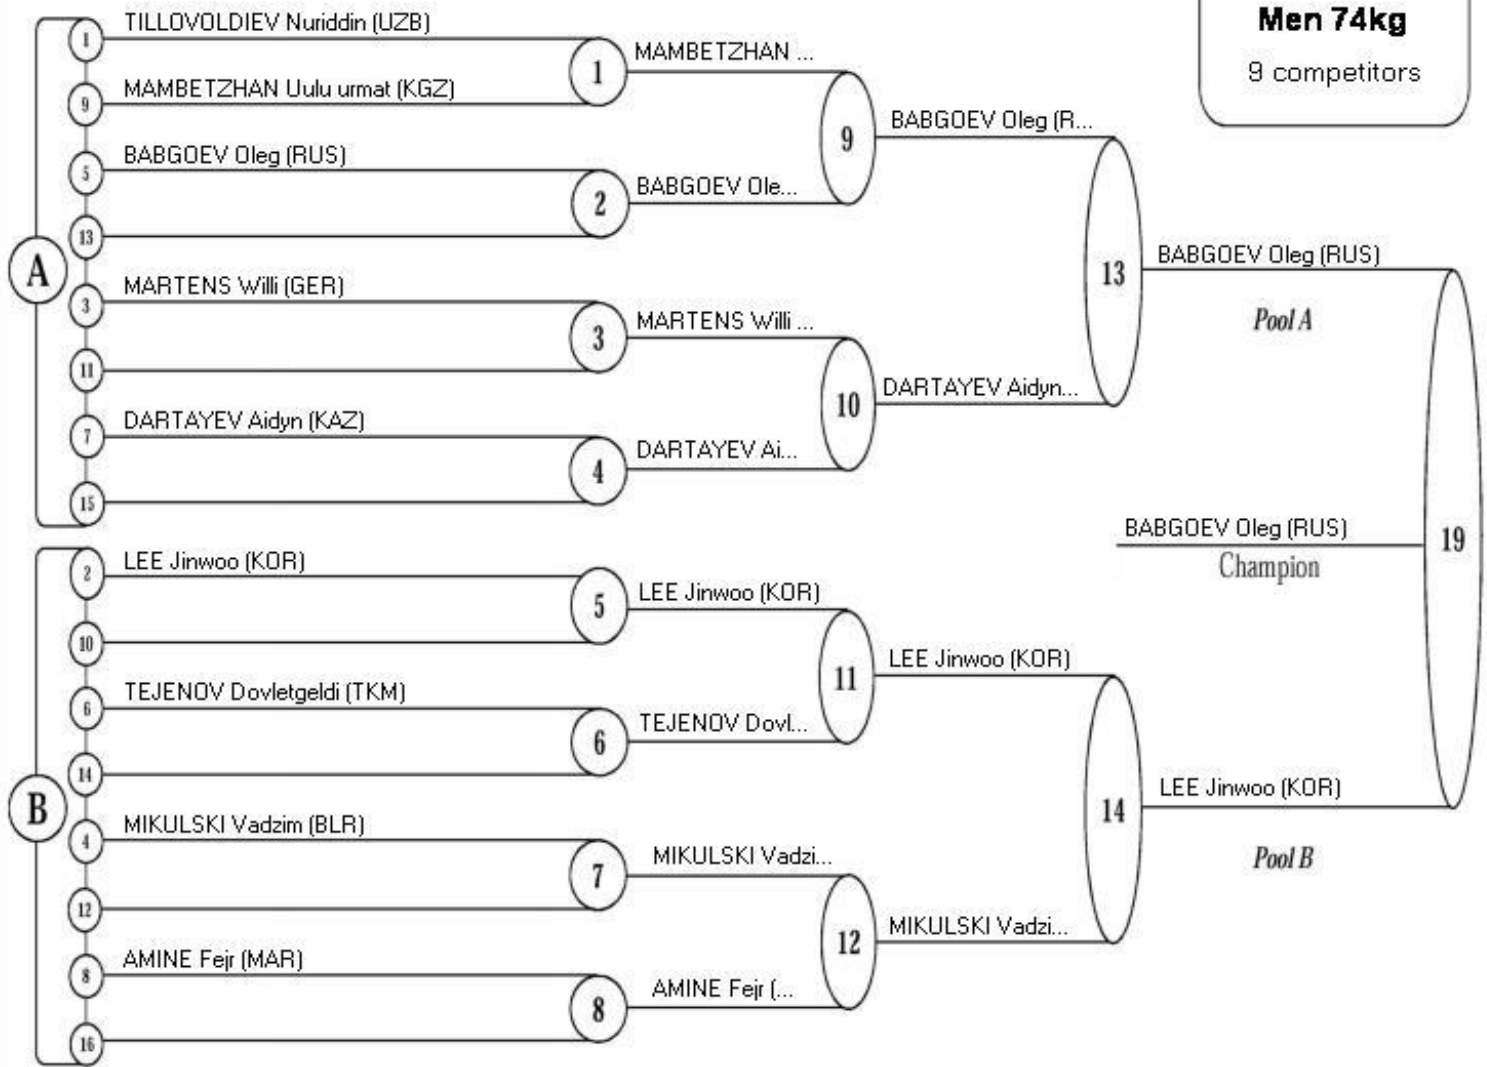 Men 74kg
9 competitors
A
1 TILLOVOLDIEV Nuriddin (UZB)
9 MAMBETZHAN Uulu urmat (KGZ)
5 BABGOEV Oleg (RUS)
13
3 MARTENS Willi (GER)
11
7 DARTAYEV Aidyn (KAZ)
15
B
2 LEE Jinwoo (KOR)
10
6 TEJENOV Dovletgeldi (TKM)
14
4 MIKULSKI Vadzim (BLR)
12
8 AMINE Fejr (MAR)
16
1 MAMBETZHAN ...
2 BABGOEV Ole...
3 MARTENS Willi ...
4 DARTAYEV Ai...
5 LEE Jinwoo (KOR)
6 TEJENOV Dovl...
7 MIKULSKI Vadzi...
8 AMINE Fejr (...
9 BABGOEV Oleg (R...
10 DARTAYEV Aidyn...
11 LEE Jinwoo (KOR)
12 MIKULSKI Vadzi...
13 BABGOEV Oleg (RUS)
Pool A
14 LEE Jinwoo (KOR)
Pool B
19
BABGOEV Oleg (RUS)
Champion